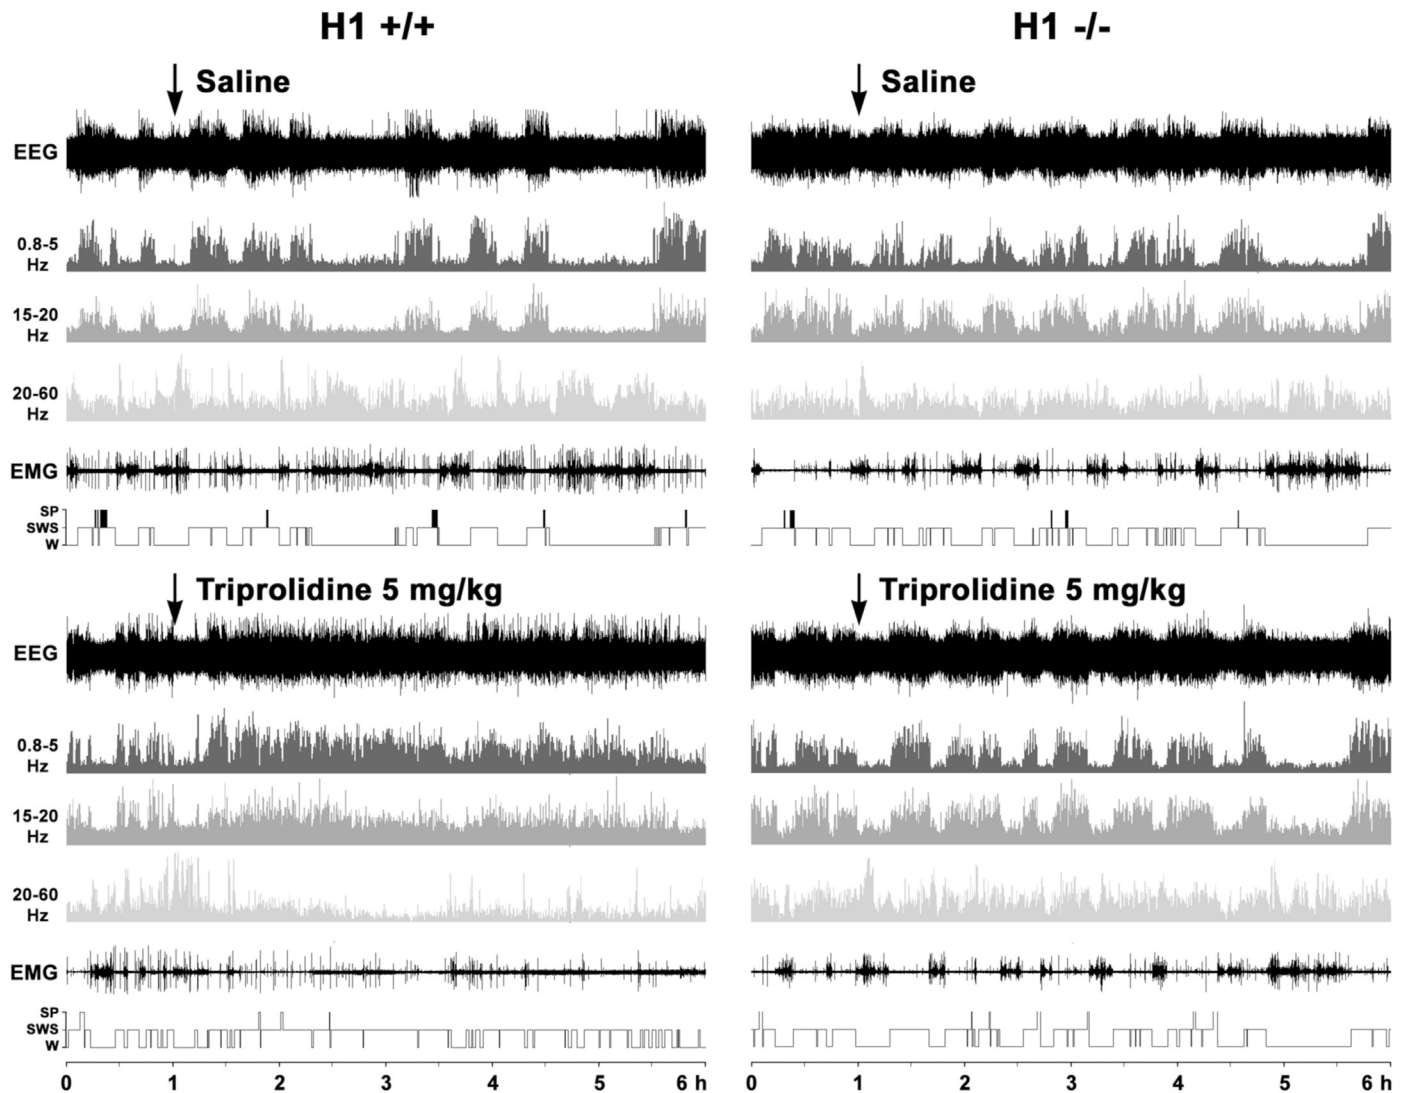 H1 +/+
H1 -/-
Saline
Saline
EEG
0.8-5
Hz
15-20
Hz
20-60
Hz
EMG
SP
SWS
W
Triprolidine 5 mg/kg
Triprolidine 5 mg/kg
EEG
0.8-5
Hz
15-20
Hz
20-60
Hz
EMG
SP
SWS
W
0 1 2 3 4 5 6 h
0 1 2 3 4 5 6 h